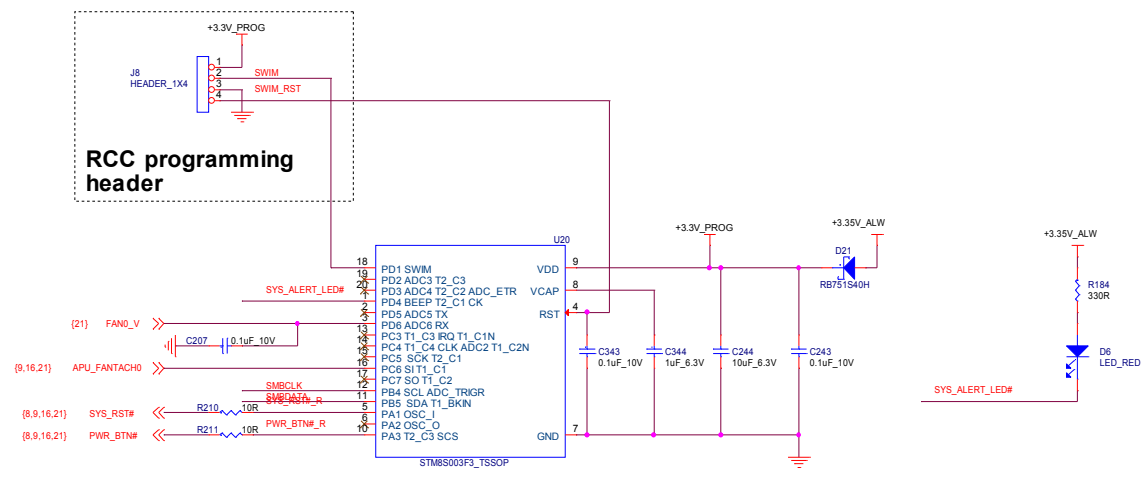 +3.3V_PROG
J8
HEADER_1X4
1
2
3
4
SWIM
SWIM_RST
RCC programming
header
U20
+3.3V_PROG
+3.35V_ALW
D21
RB751S40H
+3.35V_ALW
R184
330R
D6
LED_RED
SYS_ALERT_LED#
18 PD1 SWIM
19 PD2 ADC3 T2_C3
SYS_ALERT_LED# 20 PD3 ADC4 T2_C2 ADC_ETR
1 PD4 BEEP T2_C1 CK
2 PD5 ADC5 TX
{21} FAN0_V 3 PD6 ADC6 RX
13 PC3 T1_C3 IRQ T1_C1N
C207 0.1uF_10V 14 PC4 T1_C4 CLK ADC2 T1_C2N
15 PC5 SCK T2_C1
{9,16,21} APU_FANTACH0 16 PC6 SI T1_C1
17 PC7 SO T1_C2
SMBCLK 12 PB4 SCL ADC_TRIGR
SMBDATA 11 PB5 SDA T1_BKIN
SYS_RST#_R
{8,9,16,21} SYS_RST# R210 10R 5 PA1 OSC_I
6 PA2 OSC_O
{8,9,16,21} PWR_BTN# R211 10R PWR_BTN#_R 10 PA3 T2_C3 SCS
VDD 9
VCAP 8
RST 4
GND 7
C343
0.1uF_10V
C344
1uF_6.3V
C244
10uF_6.3V
C243
0.1uF_10V
STM8S003F3_TSSOP